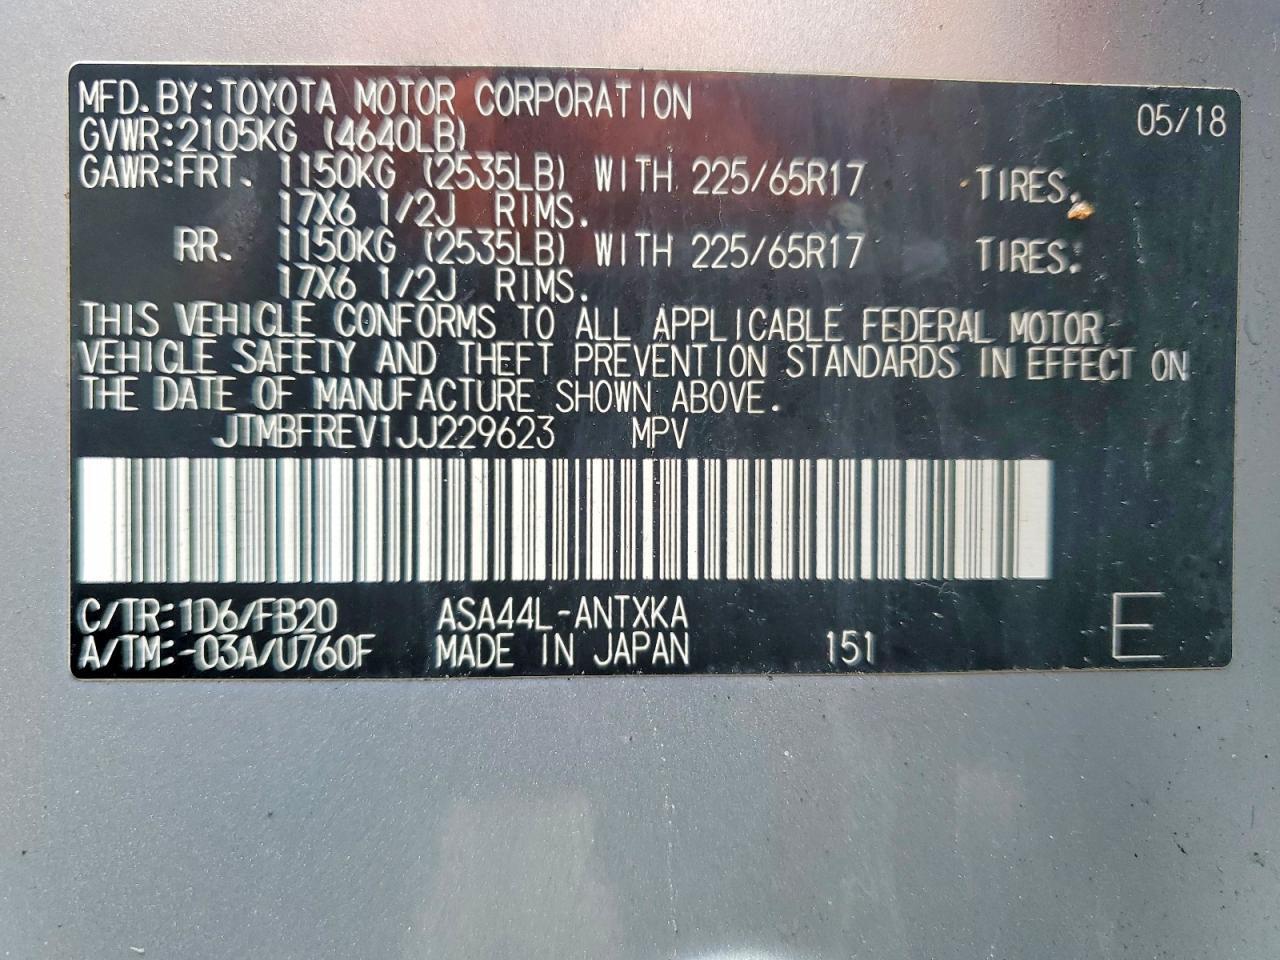 MFD.BY:TOYOTA MOTOR CORPORATION 05/18
GVWR:2105KG (4640LB)
GAWR:FRT. 1150KG (2535LB) WITH 225/65R17 TIRES.
17X6 1/2J RIMS.
RR. 1150KG (2535LB) WITH 225/65R17 TIRES.
17X6 1/2J RIMS.
THIS VEHICLE CONFORMS TO ALL APPLICABLE FEDERAL MOTOR
VEHICLE SAFETY AND THEFT PREVENTION STANDARDS IN EFFECT ON
THE DATE OF MANUFACTURE SHOWN ABOVE.
JTMBFREV1JJ229623 MPV
C/TR:1D6/FB20 ASA44L-ANTXKA
A/TM:-03A/U760F MADE IN JAPAN 151 E